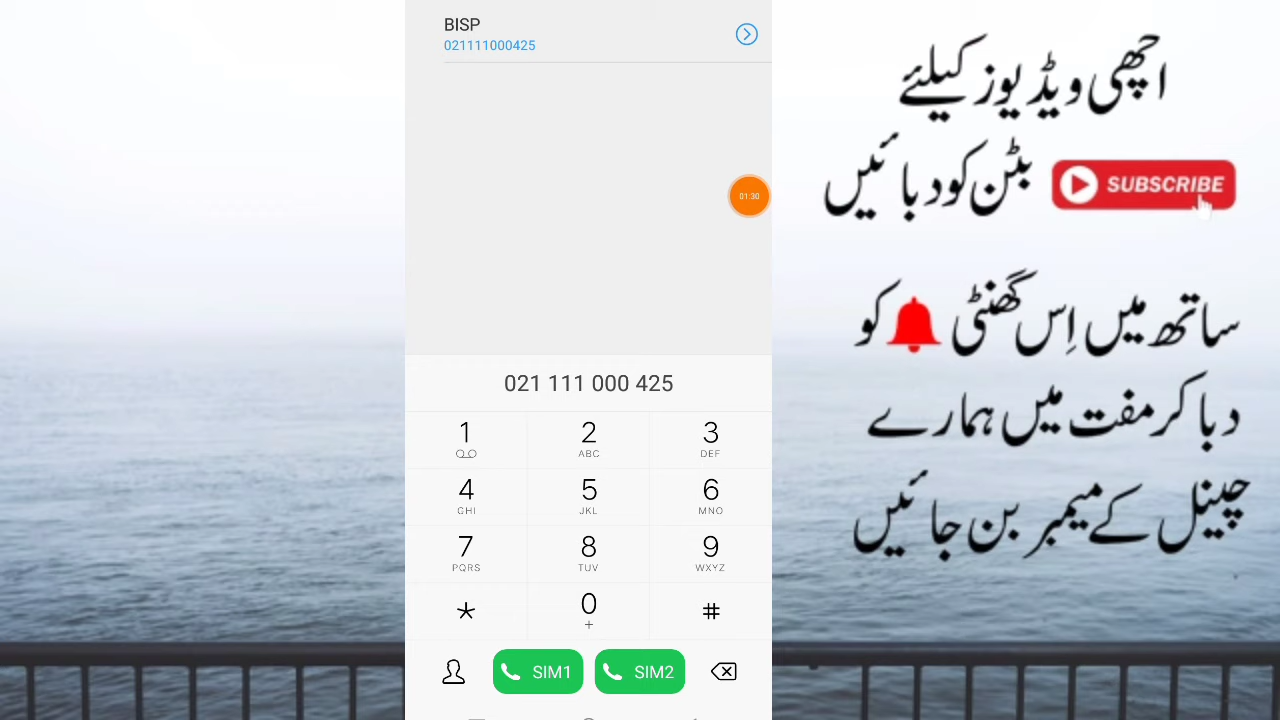 BISP
021111000425
01:30
021 111 000 425
1
2 ABC
3 DEF
4 GHI
5 JKL
6 MNO
7 PQRS
8 TUV
9 WXYZ
*
0 +
#
SIM1 SIM2
اچھی ویڈیوز کیلئے
SUBSCRIBE بٹن کو دبائیں
ساتھ میں اِس گھنٹی کو
دبا کر مفت میں ہمارے
چینل کے میمبر بن جائیں